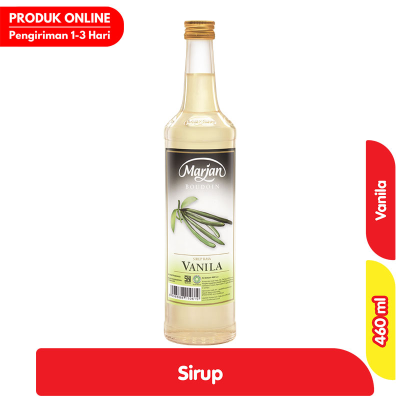 PRODUK ONLINE
Pengiriman 1-3 Hari
Marjan
BOUDOIN
VANILA
Vanila
460 ml
Sirup